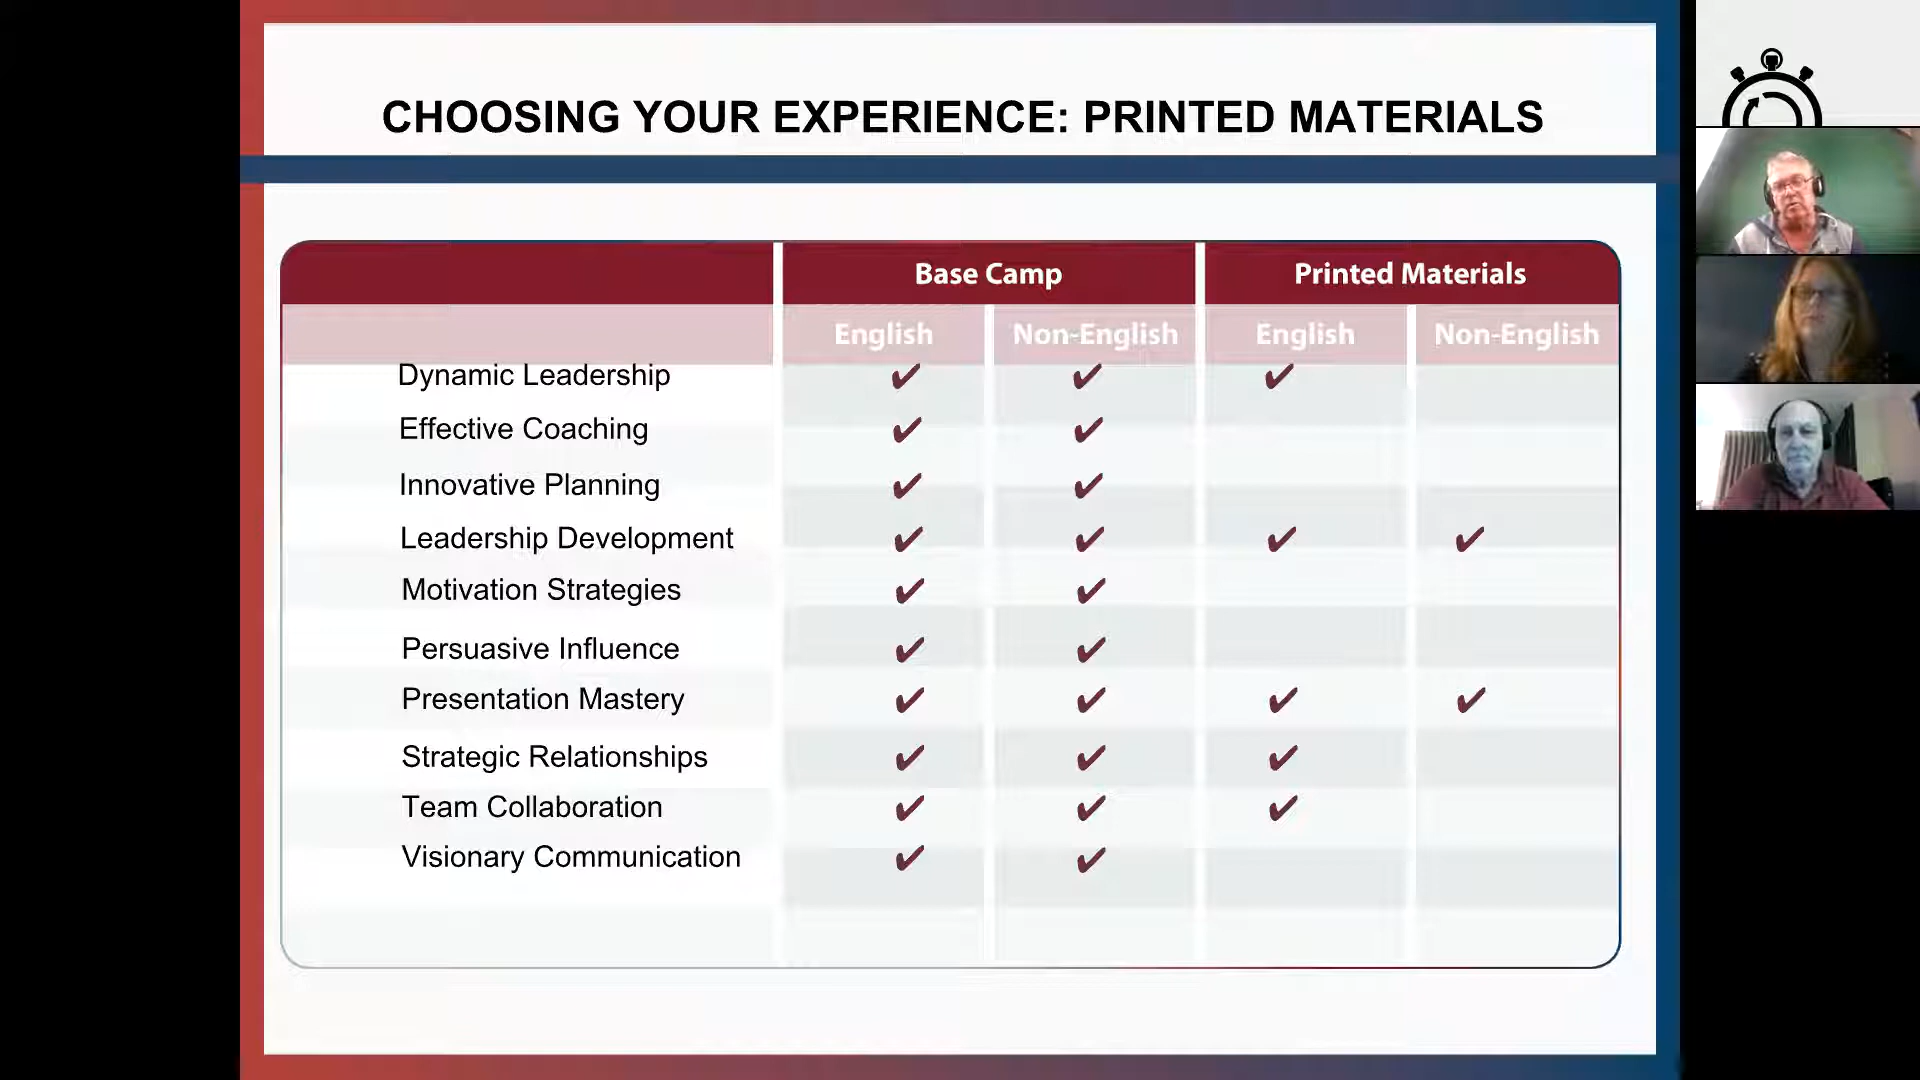 CHOOSING YOUR EXPERIENCE: PRINTED MATERIALS
Base Camp Printed Materials
English Non-English English Non-English
Dynamic Leadership ✔ ✔ ✔
Effective Coaching ✔ ✔
Innovative Planning ✔ ✔
Leadership Development ✔ ✔ ✔ ✔
Motivation Strategies ✔ ✔
Persuasive Influence ✔ ✔
Presentation Mastery ✔ ✔ ✔ ✔
Strategic Relationships ✔ ✔ ✔
Team Collaboration ✔ ✔ ✔
Visionary Communication ✔ ✔